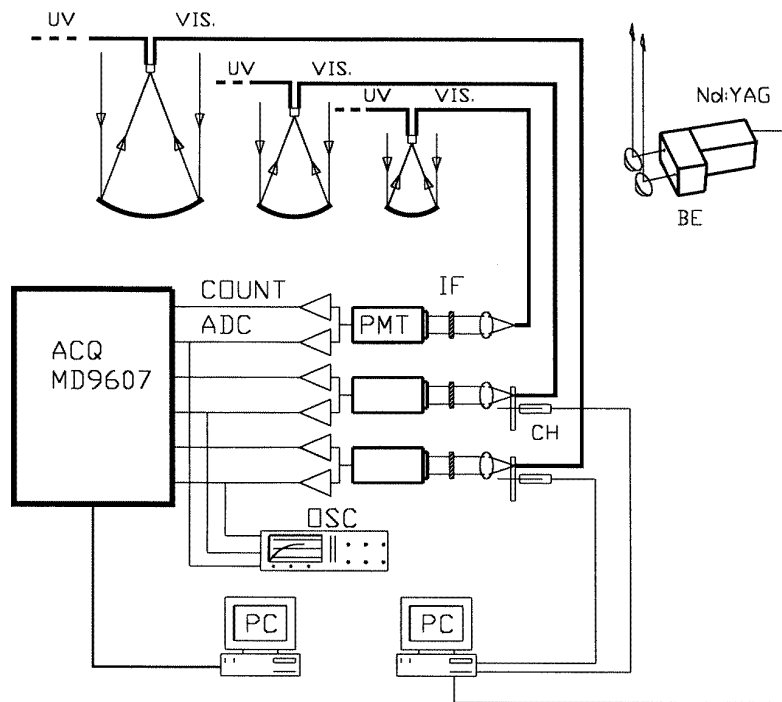 UV VIS.
UV VIS.
UV VIS.
Nd:YAG
BE
COUNT
IF
ADC
PMT
ACQ
MD9607
CH
OSC
PC
PC